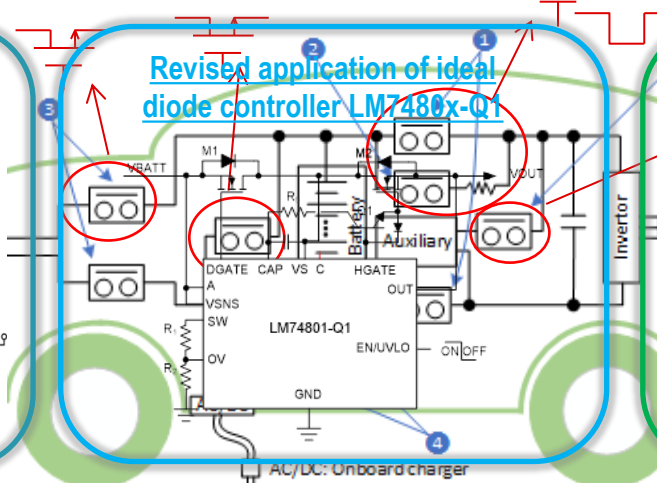 Revised application of ideal
diode controller LM7480x-Q1
2
1
3
M1
M2
VBATT
VOUT
Battery
Auxiliary
Invertor
DGATE CAP VS C HGATE
A
VSNS
OUT
SW
R1
LM74801-Q1
EN/UVLO
ON OFF
OV
GND
4
AC/DC: Onboard charger